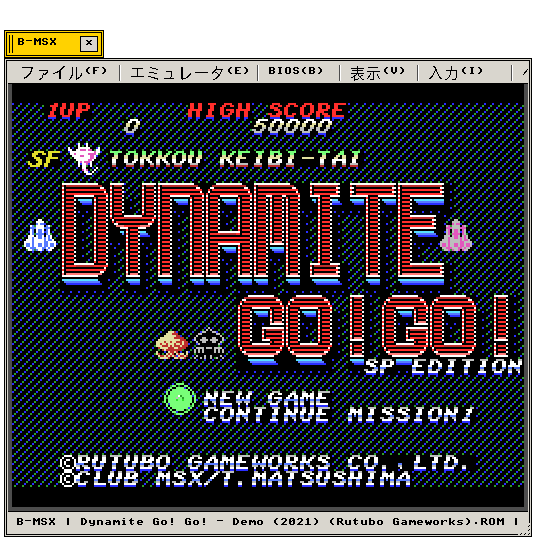 B-MSX ×
ファイル(F) エミュレータ(E) BIOS(B) 表示(V) 入力(I)
1UP HIGH SCORE
0 50000
SF TOKKOU KEIBI-TAI
DYNAMITE
GO!GO!
SP EDITION
NEW GAME
CONTINUE MISSION!
©RUTUBO GAMEWORKS CO.,LTD.
©CLUB MSX/T.MATSUSHIMA
B-MSX | Dynamite Go! Go! - Demo (2021) (Rutubo Gameworks).ROM |